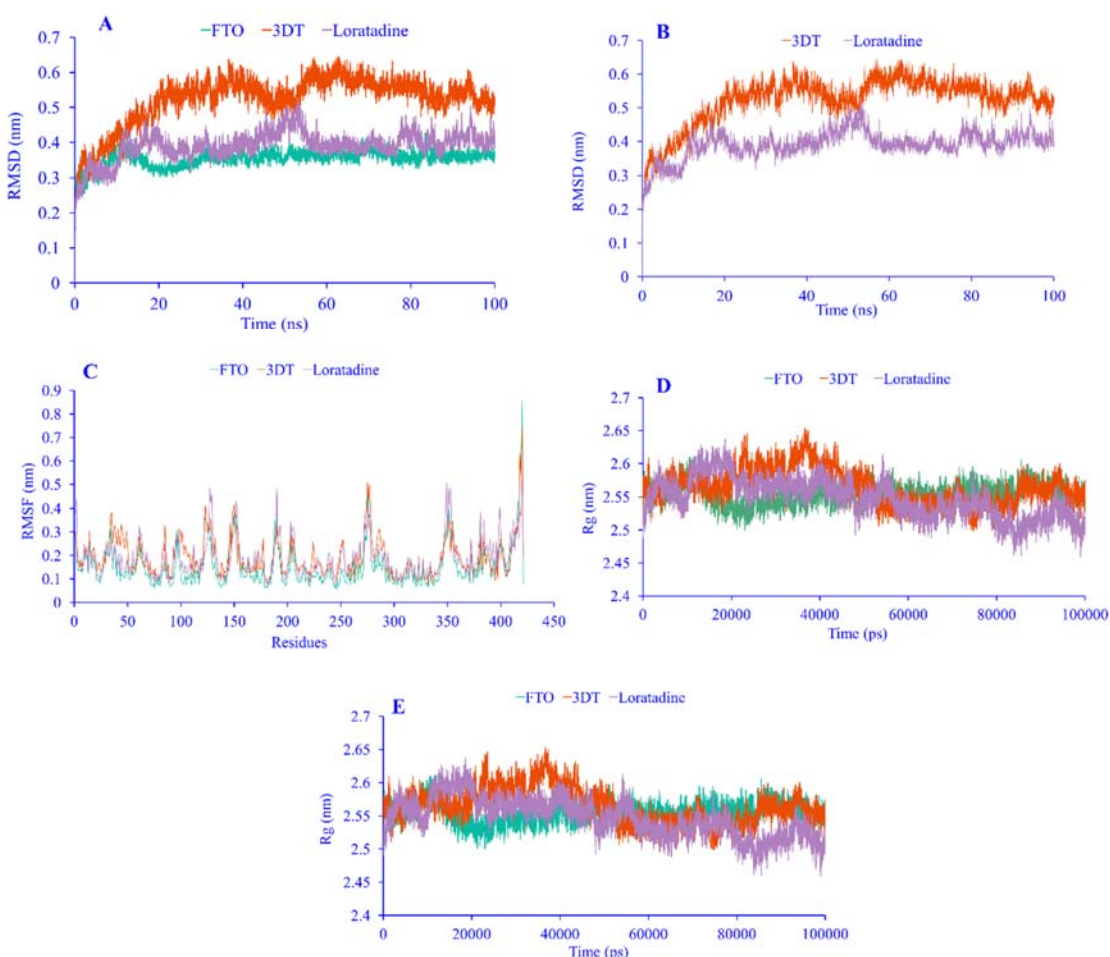 A
FTO 3DT Loratadine
0.7
0.6
0.5
0.4
0.3
0.2
0.1
0
RMSD (nm)
0 20 40 60 80 100
Time (ns)
B
3DT Loratadine
0.7
0.6
0.5
0.4
0.3
0.2
0.1
0
RMSD (nm)
0 20 40 60 80 100
Time (ns)
C
FTO 3DT Loratadine
0.9
0.8
0.7
0.6
0.5
0.4
0.3
0.2
0.1
0
RMSF (nm)
0 50 100 150 200 250 300 350 400 450
Residues
D
FTO 3DT Loratadine
2.7
2.65
2.6
2.55
2.5
2.45
2.4
Rg (nm)
0 20000 40000 60000 80000 100000
Time (ps)
E
FTO 3DT Loratadine
2.7
2.65
2.6
2.55
2.5
2.45
2.4
Rg (nm)
0 20000 40000 60000 80000 100000
Time (ps)